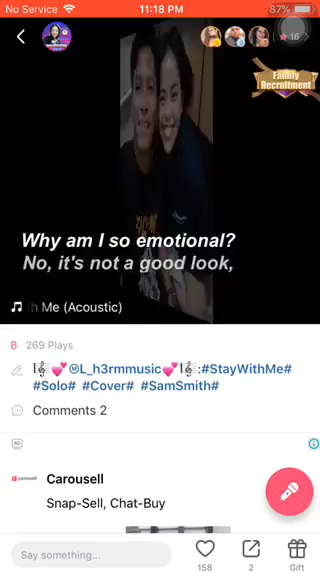 No Service
11:18 PM
87%
16
Family
Recruitment
Why am I so emotional?
No, it's not a good look,
h Me (Acoustic)
B 269 Plays
Ⓜ@L_h3rmmusic💕:#StayWithMe#
#Solo# #Cover# #SamSmith#
Comments 2
AD
carousell
Carousell
Snap-Sell, Chat-Buy
Say something...
158
2
Gift